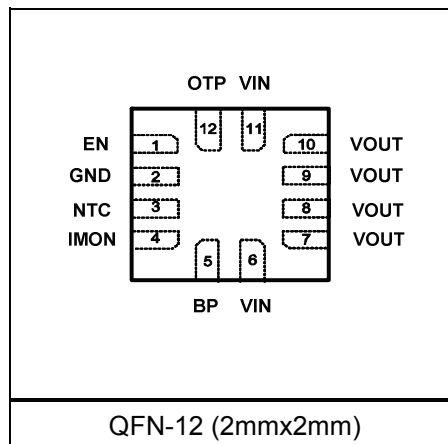 OTP VIN
12 11
EN 1 10 VOUT
GND 2 9 VOUT
NTC 3 8 VOUT
IMON 4 7 VOUT
5 6
BP VIN
QFN-12 (2mmx2mm)